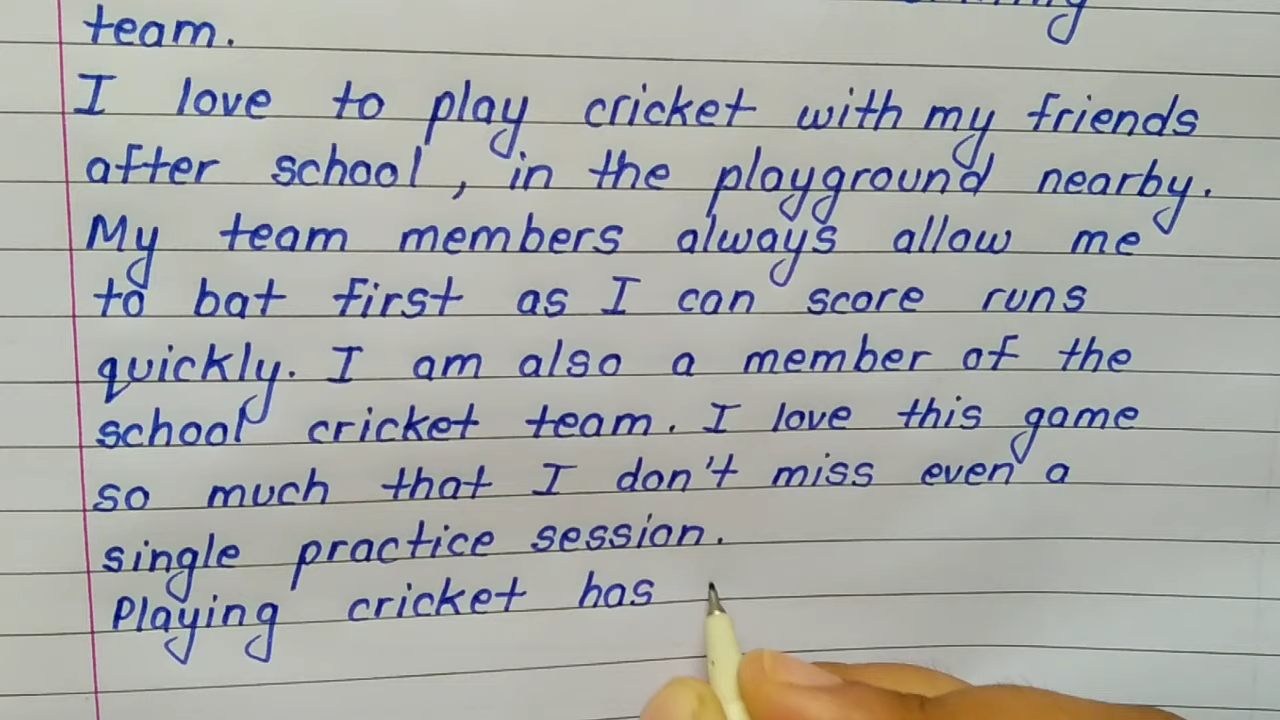 team.
I love to play cricket with my friends
after school, in the playground nearby.
My team members always allow me
to bat first as I can score runs
quickly. I am also a member of the
school cricket team. I love this game
so much that I don't miss even a
single practice session.
Playing cricket has